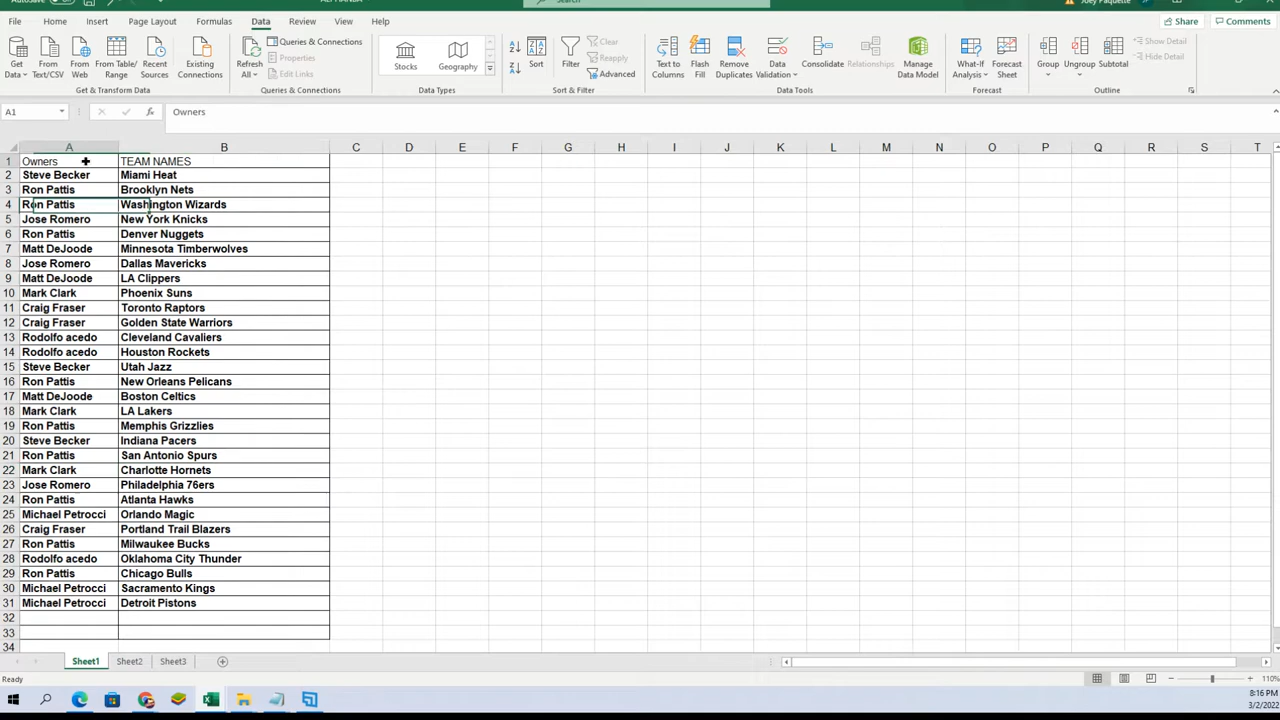 File Home Insert Page Layout Formulas Data Review View Help Share Comments
Get Data From Text/CSV From Web From Table/Range Recent Sources Existing Connections
Get & Transform Data
Refresh All Queries & Connections Properties Edit Links
Queries & Connections
Stocks Geography
Data Types
Sort Filter Clear Reapply Advanced
Sort & Filter
Text to Columns Flash Fill Remove Duplicates Data Validation Consolidate Relationships Manage Data Model
Data Tools
What-If Analysis Forecast Sheet
Forecast
Group Ungroup Subtotal Show Detail Hide Detail
Outline
A1 fx Owners
A B C D E F G H I J K L M N O P Q R S T
1 Owners TEAM NAMES
2 Steve Becker Miami Heat
3 Ron Pattis Brooklyn Nets
4 Ron Pattis Washington Wizards
5 Jose Romero New York Knicks
6 Ron Pattis Denver Nuggets
7 Matt DeJoode Minnesota Timberwolves
8 Jose Romero Dallas Mavericks
9 Matt DeJoode LA Clippers
10 Mark Clark Phoenix Suns
11 Craig Fraser Toronto Raptors
12 Craig Fraser Golden State Warriors
13 Rodolfo acedo Cleveland Cavaliers
14 Rodolfo acedo Houston Rockets
15 Steve Becker Utah Jazz
16 Ron Pattis New Orleans Pelicans
17 Matt DeJoode Boston Celtics
18 Mark Clark LA Lakers
19 Ron Pattis Memphis Grizzlies
20 Steve Becker Indiana Pacers
21 Ron Pattis San Antonio Spurs
22 Mark Clark Charlotte Hornets
23 Jose Romero Philadelphia 76ers
24 Ron Pattis Atlanta Hawks
25 Michael Petrocci Orlando Magic
26 Craig Fraser Portland Trail Blazers
27 Ron Pattis Milwaukee Bucks
28 Rodolfo acedo Oklahoma City Thunder
29 Ron Pattis Chicago Bulls
30 Michael Petrocci Sacramento Kings
31 Michael Petrocci Detroit Pistons
32
33
34
Sheet1 Sheet2 Sheet3
Ready 110%
8:16 PM
3/2/2022